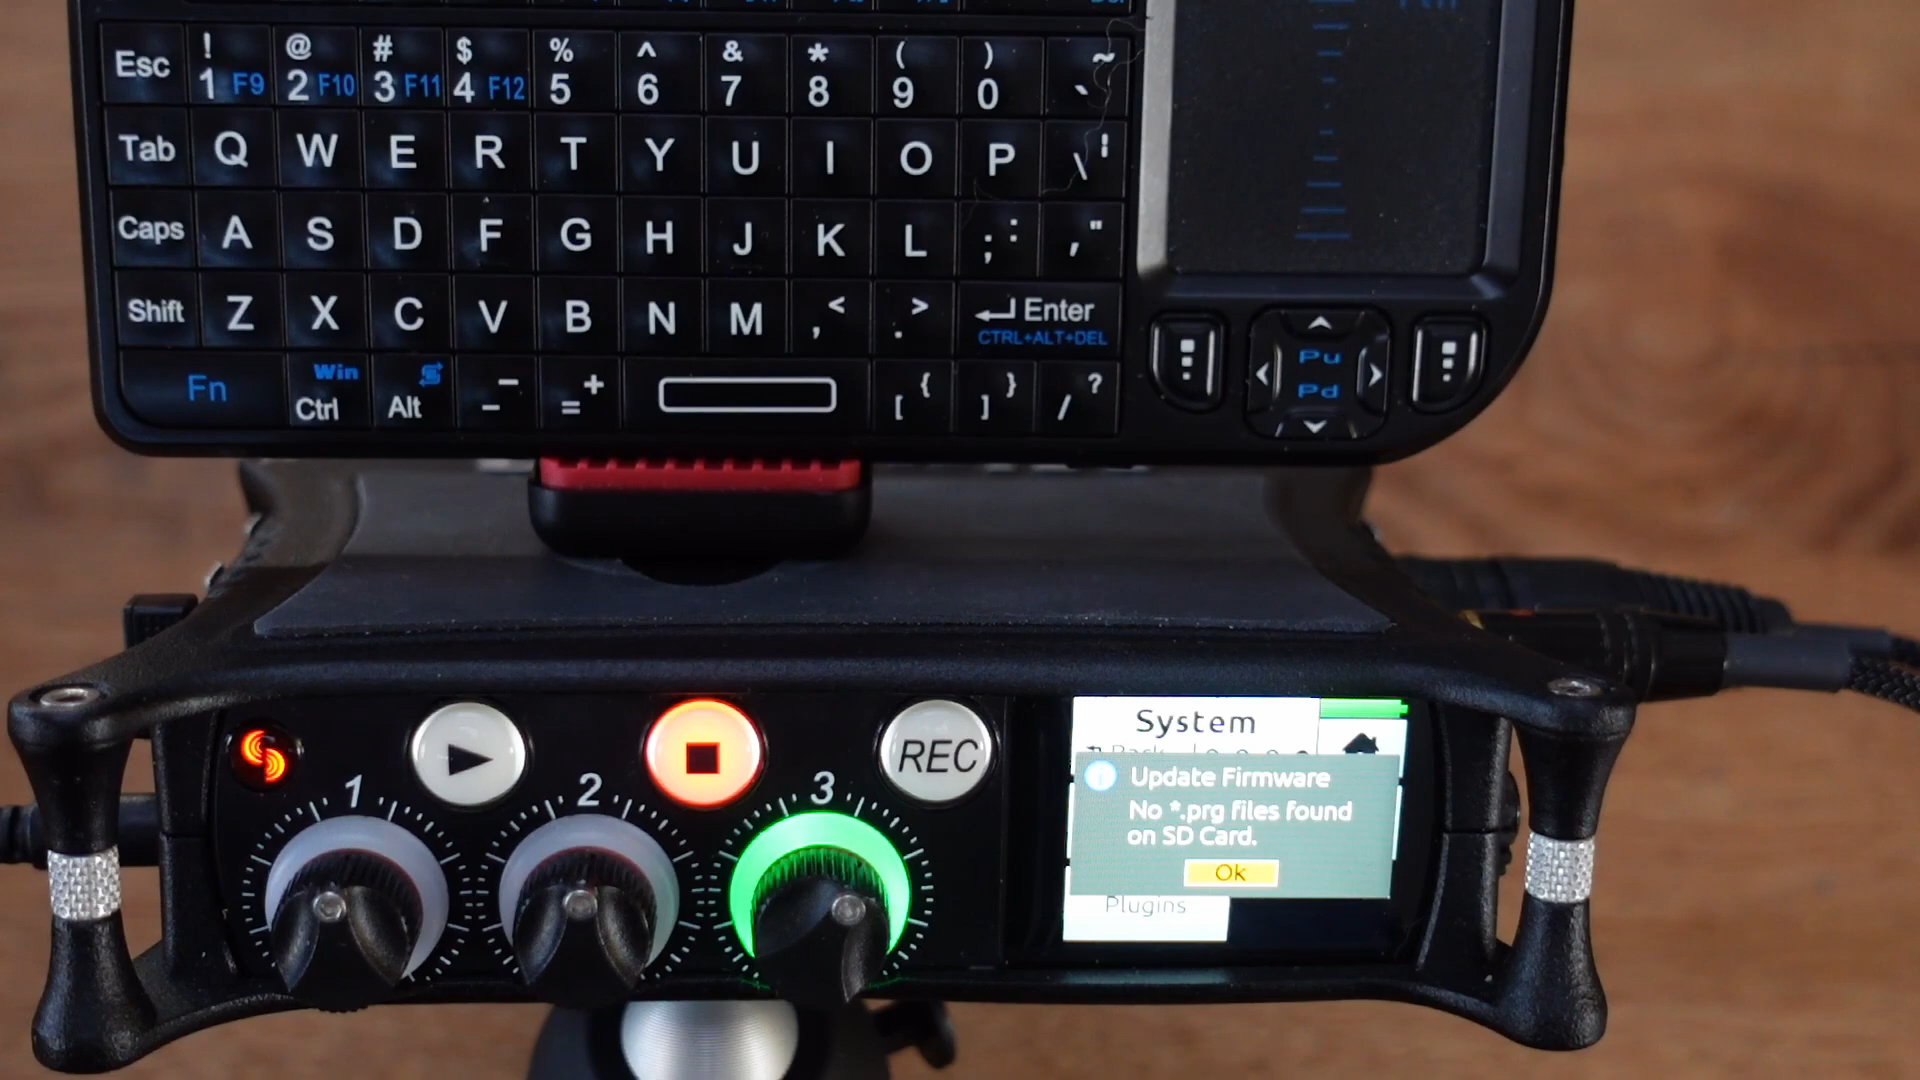 Esc ! 1 F9 @ 2 F10 # 3 F11 $ 4 F12 % 5 ^ 6 & 7 * 8 ( 9 ) 0 ~ `
Tab Q W E R T Y U I O P \ ¦
Caps A S D F G H J K L ; : , "
Shift Z X C V B N M , < . > Enter
CTRL+ALT+DEL
Fn Win Ctrl Alt – _ = + [ { ] } / ?
Pu
Pd
1 2 3
REC
System
Back
Update Firmware
No *.prg files found
on SD Card.
Ok
Plugins